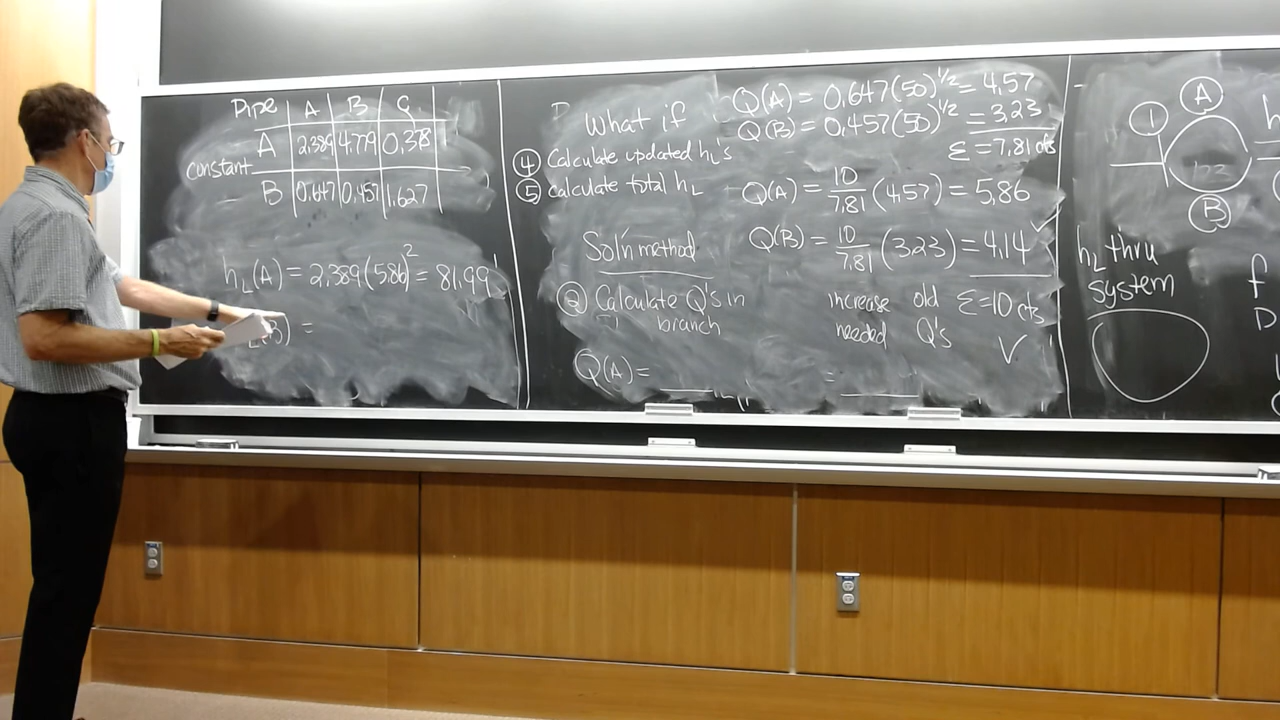 Pipe A B C
constant A 2.389 4.779 0.378
B 0.647 0.457 1.627
hL(A) = 2.389(5.86)² = 81.99'
L(B) =
What if
Q(A) = 0.647(50)^1/2 = 4.57
Q(B) = 0.457(50)^1/2 = 3.23
Σ = 7.81 cfs
④ Calculate updated hL's
⑤ calculate total hL
Q(A) = 10/7.81 (4.57) = 5.86
Q(B) = 10/7.81 (3.23) = 4.14 ✓
Σ = 10 cfs
✓
Sol'n method
② Calculate Q's in
branch
increase old
needed Q's
Q(A) =
=
① Ⓐ
Ⓑ
hL thru
system
f
D